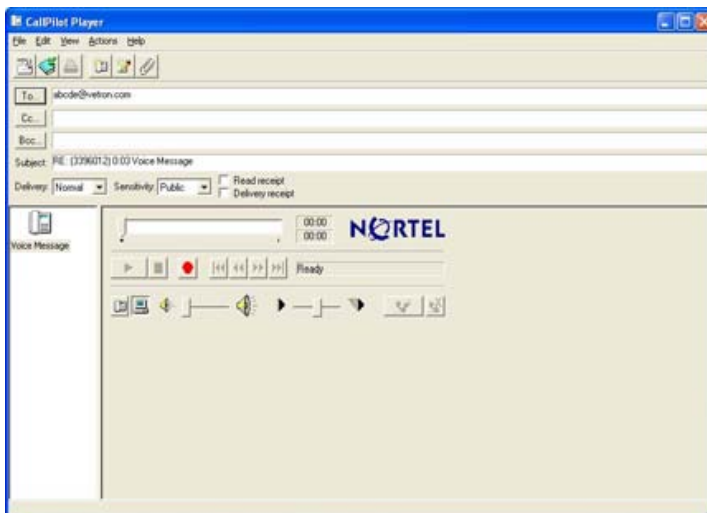 CallPilot Player
File Edit View Actions Help
To... abcde@vetron.com
Cc...
Bcc...
Subject: RE: (3396012) 0:03 Voice Message
Delivery: Normal Sensitivity: Public Read receipt
Delivery receipt
Voice Message
00:00
00:00
NORTEL
Ready